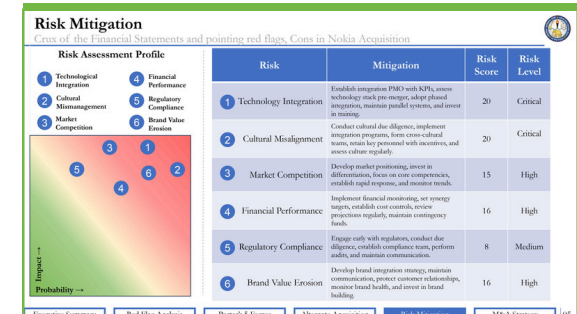 Risk Mitigation
Crux of the Financial Statements and pointing red flags, Cons in Nokia Acquisition
Risk Assessment Profile
1 Technological Integration
4 Financial Performance
2 Cultural Mismanagement
5 Regulatory Compliance
3 Market Competition
6 Brand Value Erosion
3
1
5
6
2
4
Impact →
Probability →
Risk
Mitigation
Risk Score
Risk Level
1 Technology Integration
Establish integration PMO with KPIs, assess
technology stack pre-merger, adopt phased
integration, maintain parallel systems, and invest
in training.
20
Critical
2 Cultural Misalignment
Conduct cultural due diligence, implement
integration programs, form cross-cultural
teams, retain key personnel with incentives, and
assess culture regularly.
20
Critical
3 Market Competition
Develop market positioning, invest in
differentiation, focus on core competencies,
establish rapid response, and monitor trends.
15
High
4 Financial Performance
Implement financial monitoring, set synergy
targets, establish cost controls, review
projections regularly, maintain contingency
funds.
16
High
5 Regulatory Compliance
Engage early with regulators, conduct due
diligence, establish compliance team, perform
audits, and maintain communication.
8
Medium
6 Brand Value Erosion
Develop brand integration strategy, maintain
communication, protect customer relationships,
monitor brand health, and invest in brand
building.
16
High